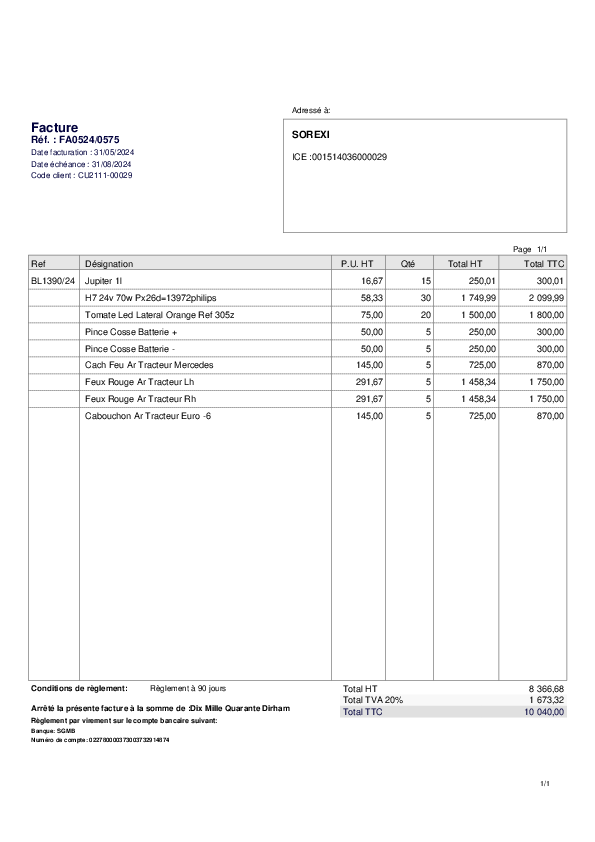 Adressé à:
Facture
Réf. : FA0524/0575
Date facturation : 31/05/2024
Date échéance : 31/08/2024
Code client : CU2111-00029
SOREXI
ICE :001514036000029
Page 1/1
Ref Désignation P.U. HT Qté Total HT Total TTC
BL1390/24 Jupiter 1l 16,67 15 250,01 300,01
H7 24v 70w Px26d=13972philips 58,33 30 1 749,99 2 099,99
Tomate Led Lateral Orange Ref 305z 75,00 20 1 500,00 1 800,00
Pince Cosse Batterie + 50,00 5 250,00 300,00
Pince Cosse Batterie - 50,00 5 250,00 300,00
Cach Feu Ar Tracteur Mercedes 145,00 5 725,00 870,00
Feux Rouge Ar Tracteur Lh 291,67 5 1 458,34 1 750,00
Feux Rouge Ar Tracteur Rh 291,67 5 1 458,34 1 750,00
Cabouchon Ar Tracteur Euro -6 145,00 5 725,00 870,00
Conditions de règlement: Règlement à 90 jours
Total HT 8 366,68
Total TVA 20% 1 673,32
Total TTC 10 040,00
Arrêté la présente facture à la somme de :Dix Mille Quarante Dirham
Règlement par virement sur le compte bancaire suivant:
Banque: SGMB
Numéro de compte: 022780000373003732914874
1/1